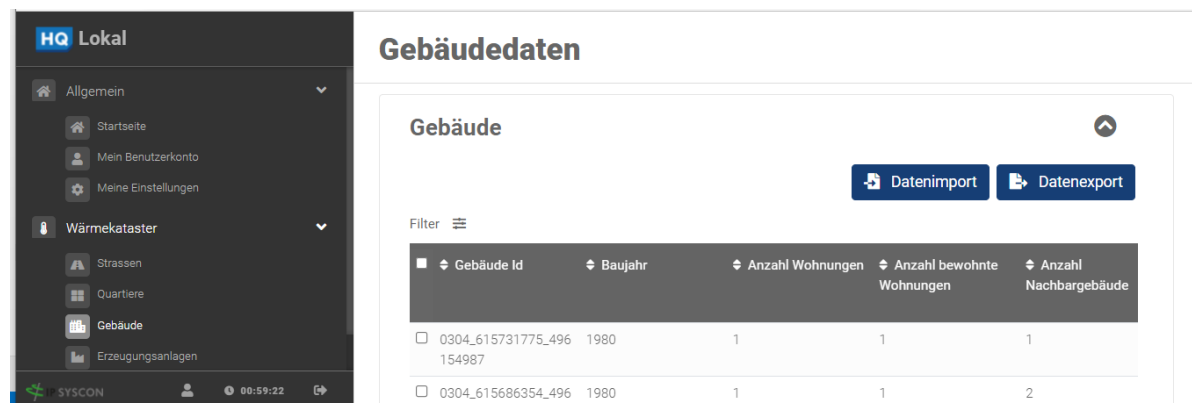 HQ Lokal
Allgemein
Startseite
Mein Benutzerkonto
Meine Einstellungen
Wärmekataster
Strassen
Quartiere
Gebäude
Erzeugungsanlagen
IP SYSCON
00:59:22
Gebäudedaten
Gebäude
Datenimport Datenexport
Filter
Gebäude Id Baujahr Anzahl Wohnungen Anzahl bewohnte Anzahl
Wohnungen Nachbargebäude
0304_615731775_496 1980 1 1 1
154987
0304_615686354_496 1980 1 1 2